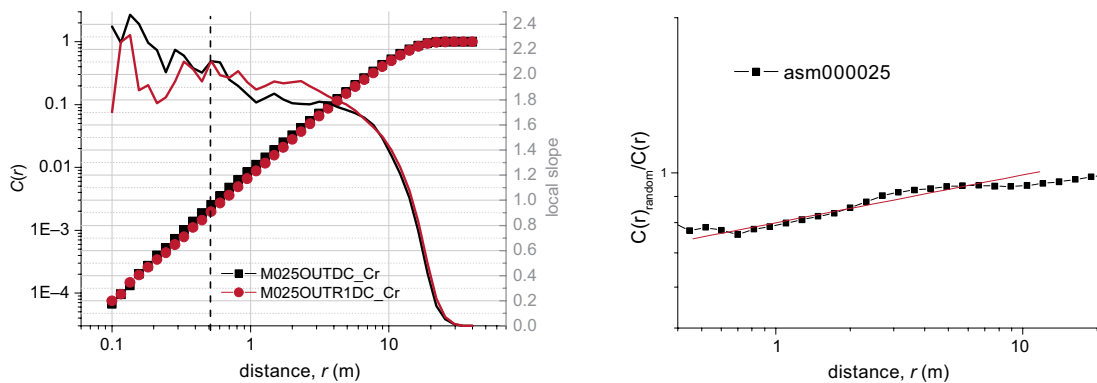 1
0.1
0.01
1E−3
1E−4
C(r)
0.1
1
10
distance, r (m)
2.4
2.2
2.0
1.8
1.6
1.4
1.2
1.0
0.8
0.6
0.4
0.2
0.0
local slope
M025OUTDC_Cr
M025OUTR1DC_Cr
asm000025
C(r)random/C(r)
1
1
10
distance, r (m)